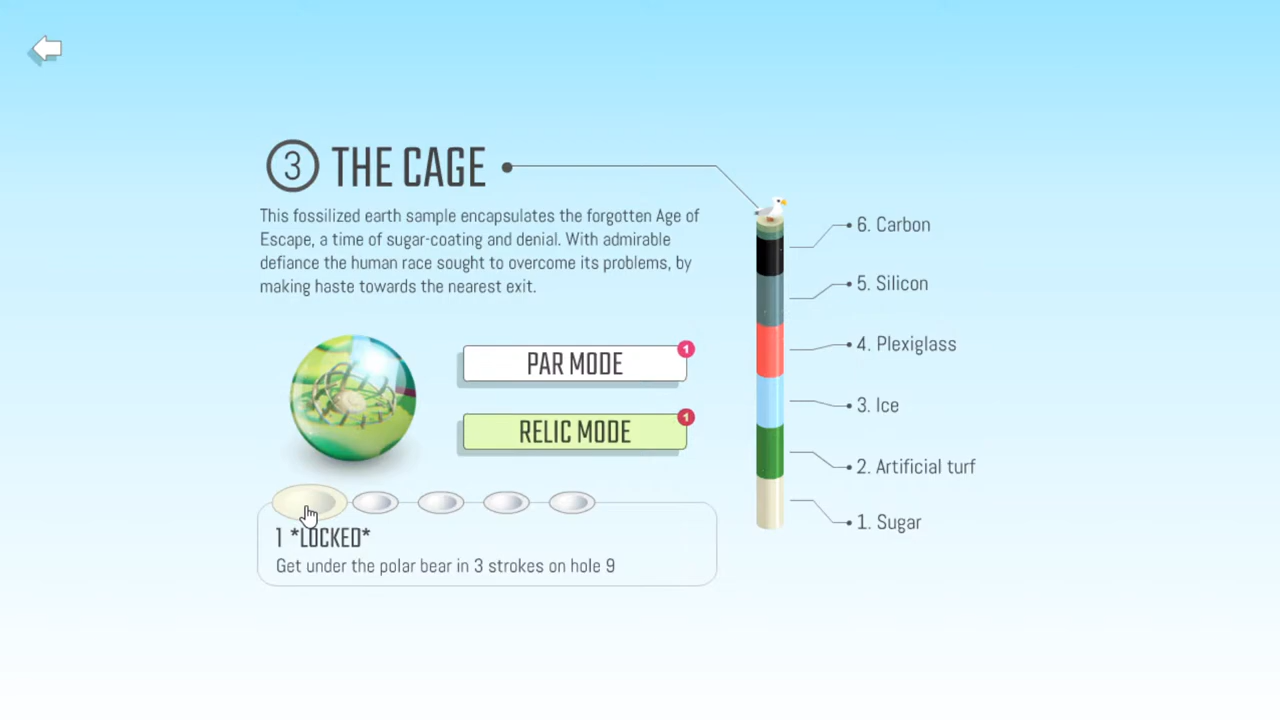 3 THE CAGE
This fossilized earth sample encapsulates the forgotten Age of
Escape, a time of sugar-coating and denial. With admirable
defiance the human race sought to overcome its problems, by
making haste towards the nearest exit.
PAR MODE 1
RELIC MODE 1
1 *LOCKED*
Get under the polar bear in 3 strokes on hole 9
6. Carbon
5. Silicon
4. Plexiglass
3. Ice
2. Artificial turf
1. Sugar